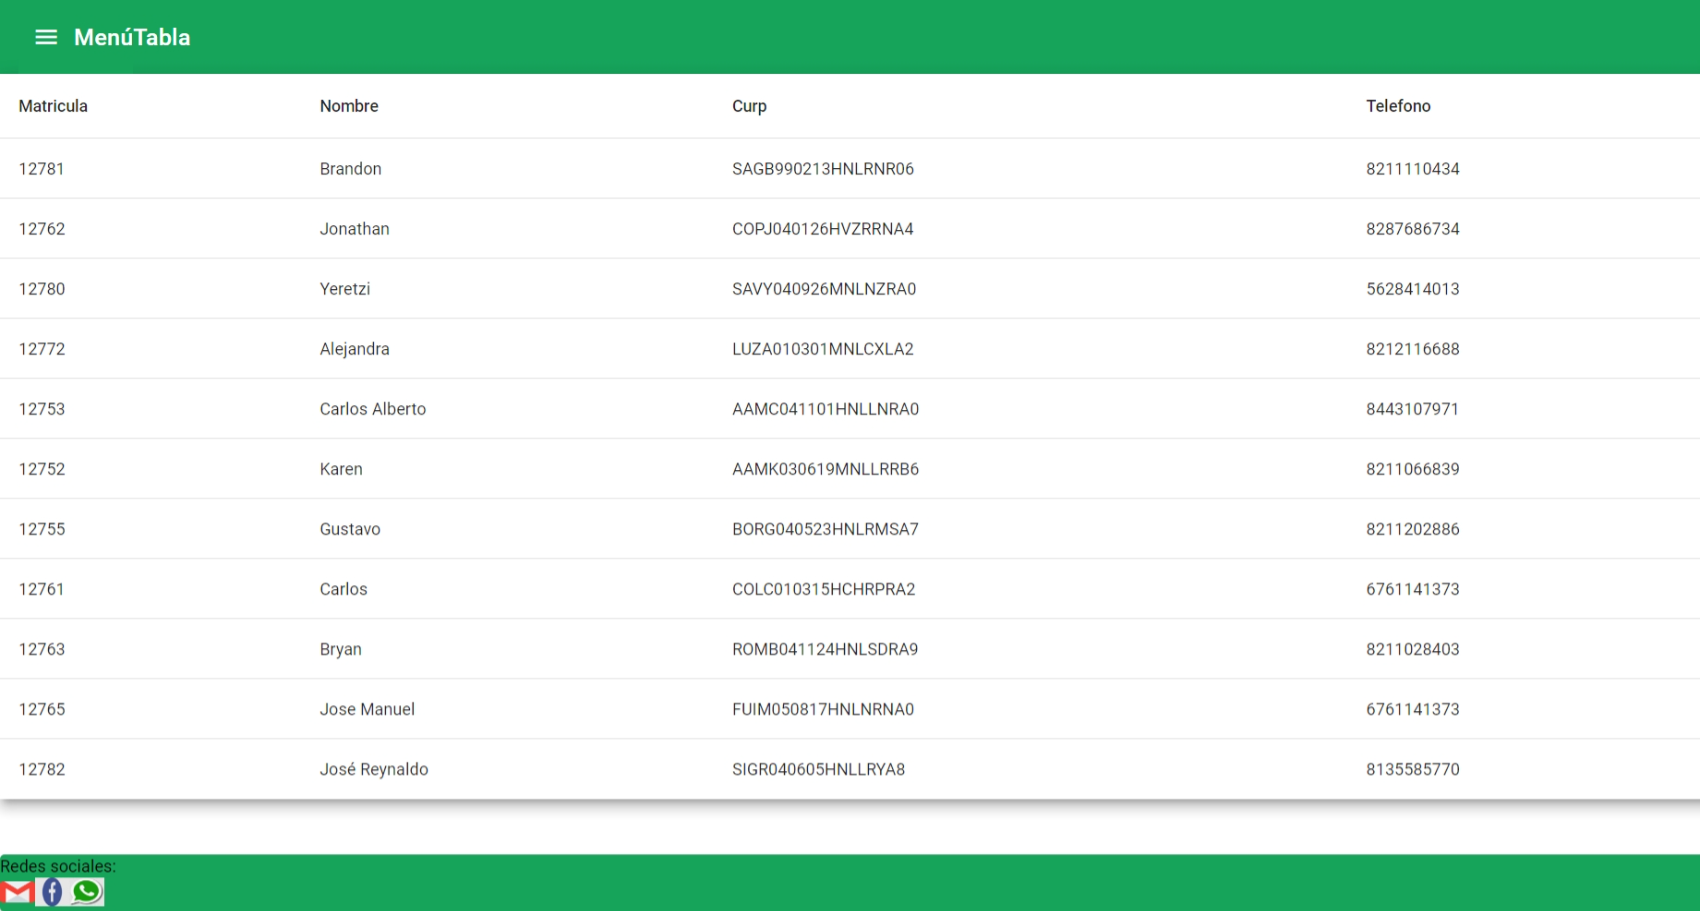 MenúTabla
Matricula Nombre Curp Telefono
12781 Brandon SAGB990213HNLRNR06 8211110434
12762 Jonathan COPJ040126HVZRRNA4 8287686734
12780 Yeretzi SAVY040926MNLNZRA0 5628414013
12772 Alejandra LUZA010301MNLCXLA2 8212116688
12753 Carlos Alberto AAMC041101HNLLNRA0 8443107971
12752 Karen AAMK030619MNLLRRB6 8211066839
12755 Gustavo BORG040523HNLRMSA7 8211202886
12761 Carlos COLC010315HCHRPRA2 6761141373
12763 Bryan ROMB041124HNLSDRA9 8211028403
12765 Jose Manuel FUIM050817HNLNRNA0 6761141373
12782 José Reynaldo SIGR040605HNLLRYA8 8135585770
Redes sociales: